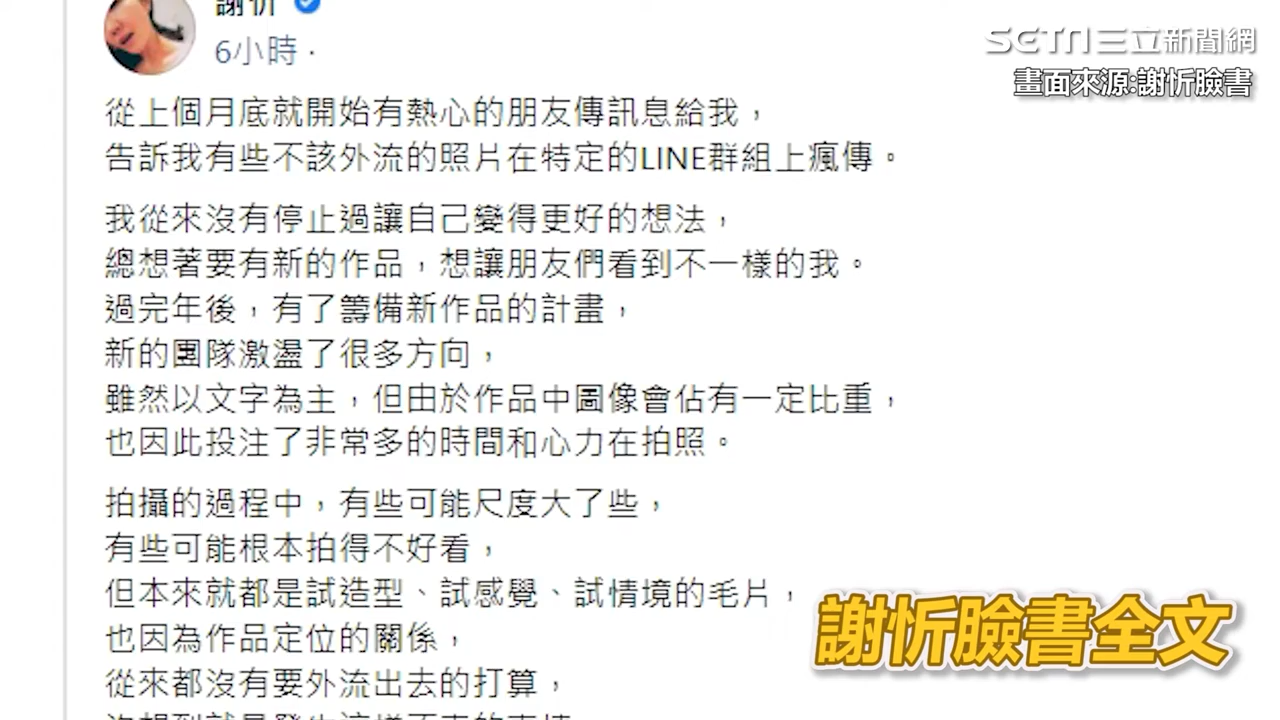 謝忻
6小時·
SETN三立新聞網
畫面來源:謝忻臉書
從上個月底就開始有熱心的朋友傳訊息給我，
告訴我有些不該外流的照片在特定的LINE群組上瘋傳。
我從來沒有停止過讓自己變得更好的想法，
總想著要有新的作品，想讓朋友們看到不一樣的我。
過完年後，有了籌備新作品的計畫，
新的團隊激盪了很多方向，
雖然以文字為主，但由於作品中圖像會佔有一定比重，
也因此投注了非常多的時間和心力在拍照。
拍攝的過程中，有些可能尺度大了些，
有些可能根本拍得不好看，
但本來就都是試造型、試感覺、試情境的毛片，
也因為作品定位的關係，
從來都沒有要外流出去的打算，
謝忻臉書全文